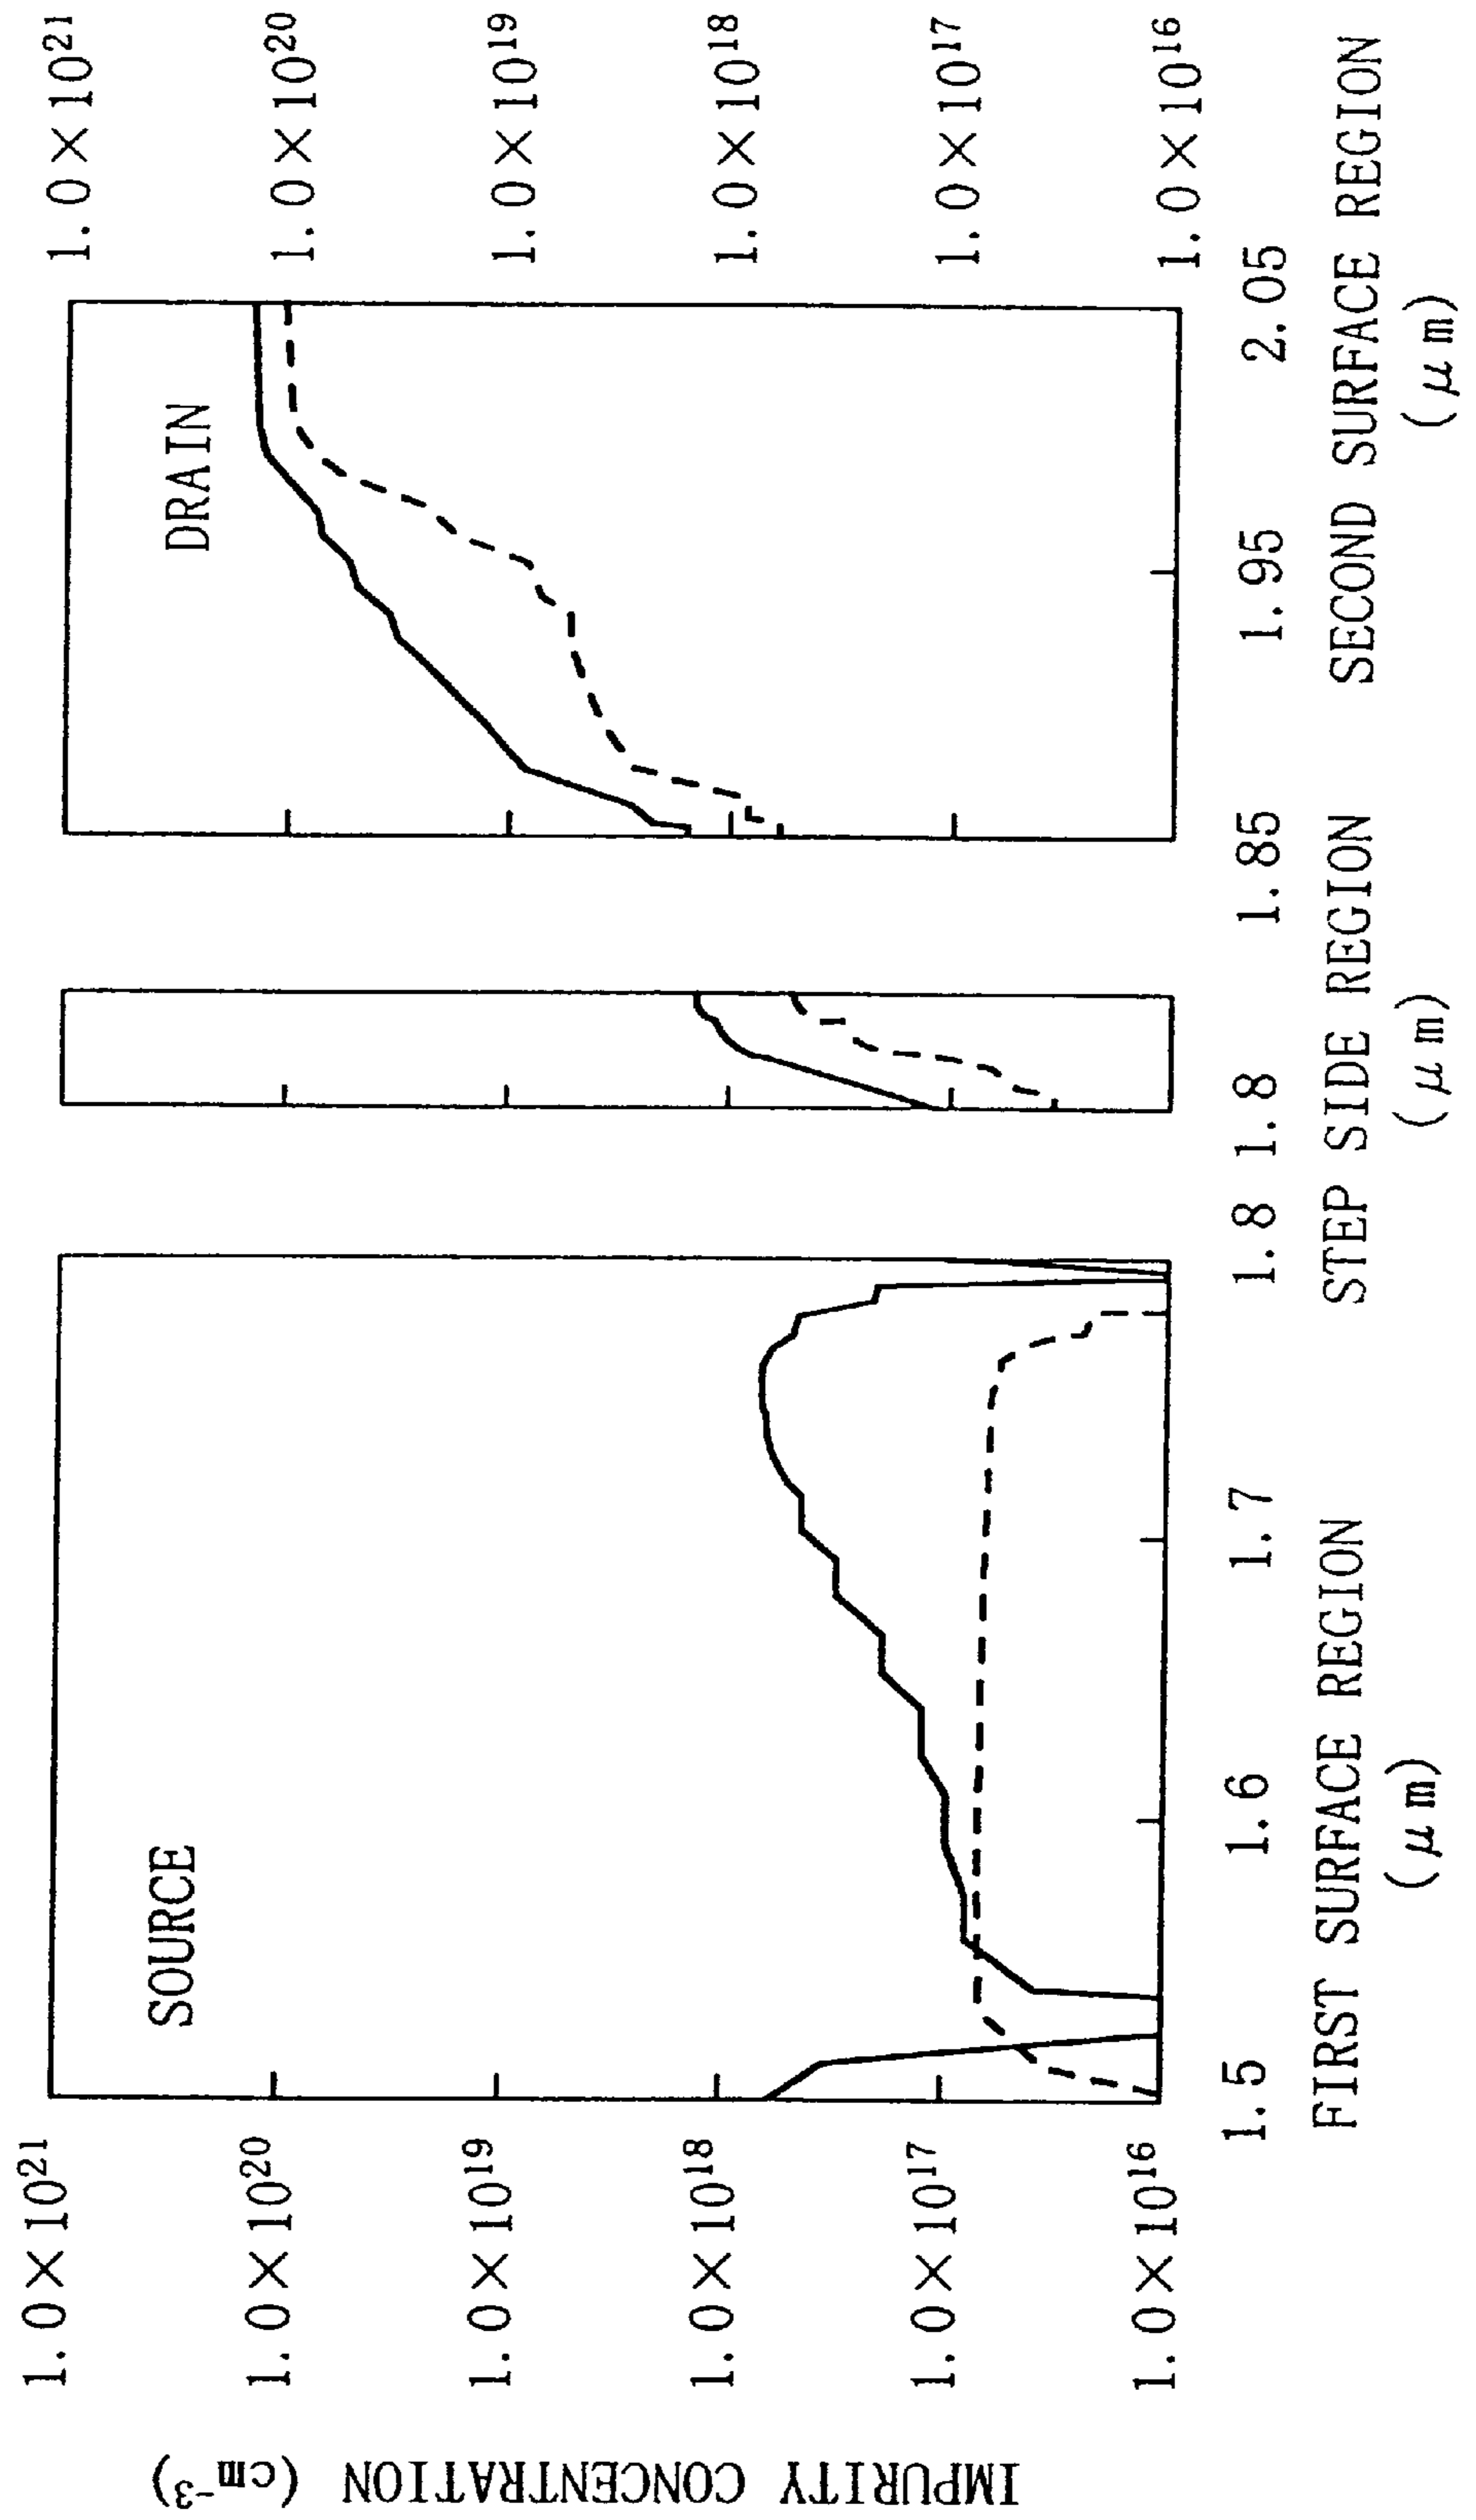 IMPURITY CONCENTRATION (cm⁻³)
1.0×10²¹
1.0×10²⁰
1.0×10¹⁹
1.0×10¹⁸
1.0×10¹⁷
1.0×10¹⁶
SOURCE
DRAIN
1.0×10²¹
1.0×10²⁰
1.0×10¹⁹
1.0×10¹⁸
1.0×10¹⁷
1.0×10¹⁶
1.5 1.6 1.7 1.8 1.8 1.85 1.95 2.05
FIRST SURFACE REGION
(μm)
STEP SIDE REGION
(μm)
SECOND SURFACE REGION
(μm)